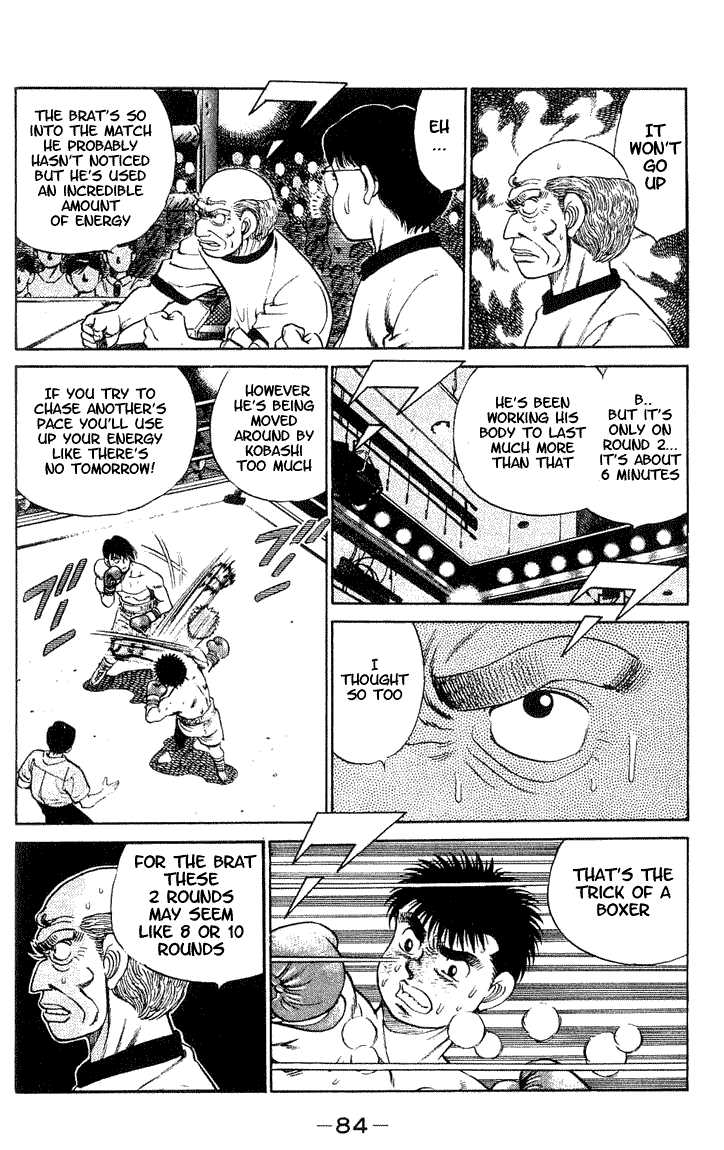 IT
WON'T
GO
UP
EH
...
THE BRAT'S SO
INTO THE MATCH
HE PROBABLY
HASN'T NOTICED
BUT HE'S USED
AN INCREDIBLE
AMOUNT
OF ENERGY
B..
BUT IT'S
ONLY ON
ROUND 2...
IT'S ABOUT
6 MINUTES
HE'S BEEN
WORKING HIS
BODY TO LAST
MUCH MORE
THAN THAT
I
THOUGHT
SO TOO
HOWEVER
HE'S BEING
MOVED
AROUND BY
KOBASHI
TOO MUCH
IF YOU TRY TO
CHASE ANOTHER'S
PACE YOU'LL USE
UP YOUR ENERGY
LIKE THERE'S
NO TOMORROW!
THAT'S THE
TRICK OF A
BOXER
FOR THE BRAT
THESE
2 ROUNDS
MAY SEEM
LIKE 8 OR 10
ROUNDS
—84—